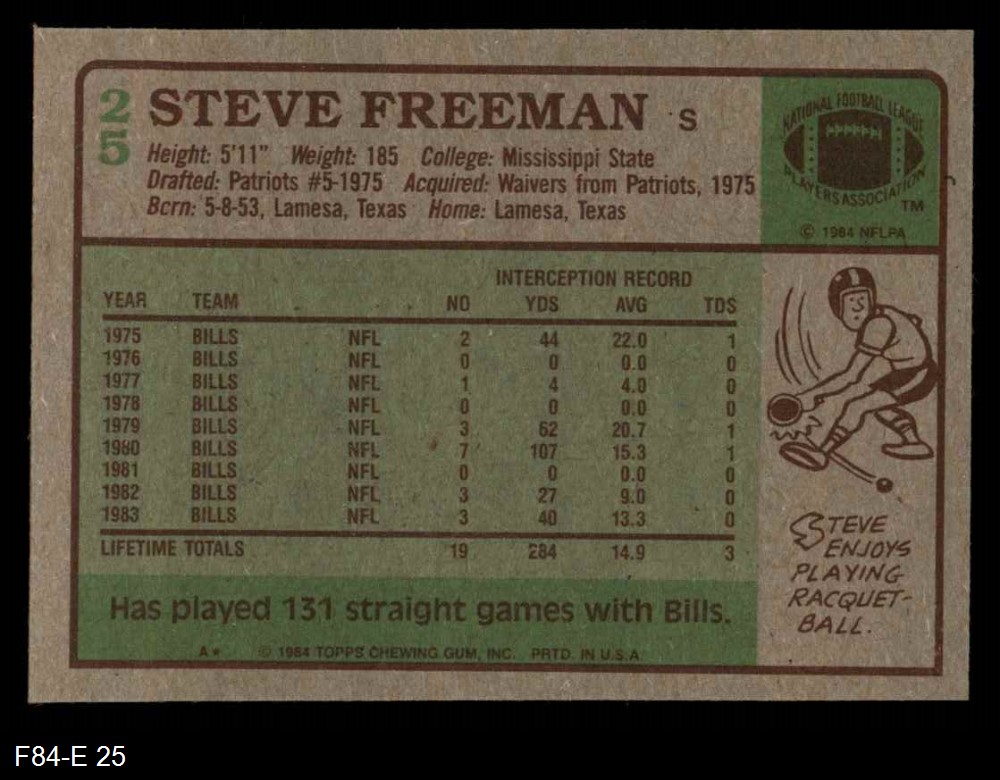 25 STEVE FREEMAN S
Height: 5'11" Weight: 185 College: Mississippi State
Drafted: Patriots #5-1975 Acquired: Waivers from Patriots, 1975
Born: 5-8-53, Lamesa, Texas Home: Lamesa, Texas
NATIONAL FOOTBALL LEAGUE
PLAYERS ASSOCIATION
TM
© 1984 NFLPA
INTERCEPTION RECORD
YEAR TEAM NO YDS AVG TDS
1975 BILLS NFL 2 44 22.0 1
1976 BILLS NFL 0 0 0.0 0
1977 BILLS NFL 1 4 4.0 0
1978 BILLS NFL 0 0 0.0 0
1979 BILLS NFL 3 62 20.7 1
1980 BILLS NFL 7 107 15.3 1
1981 BILLS NFL 0 0 0.0 0
1982 BILLS NFL 3 27 9.0 0
1983 BILLS NFL 3 40 13.3 0
LIFETIME TOTALS 19 284 14.9 3
Has played 131 straight games with Bills.
A* © 1984 TOPPS CHEWING GUM, INC. PRTD. IN U.S.A.
STEVE
ENJOYS
PLAYING
RACQUET-
BALL.
F84-E 25